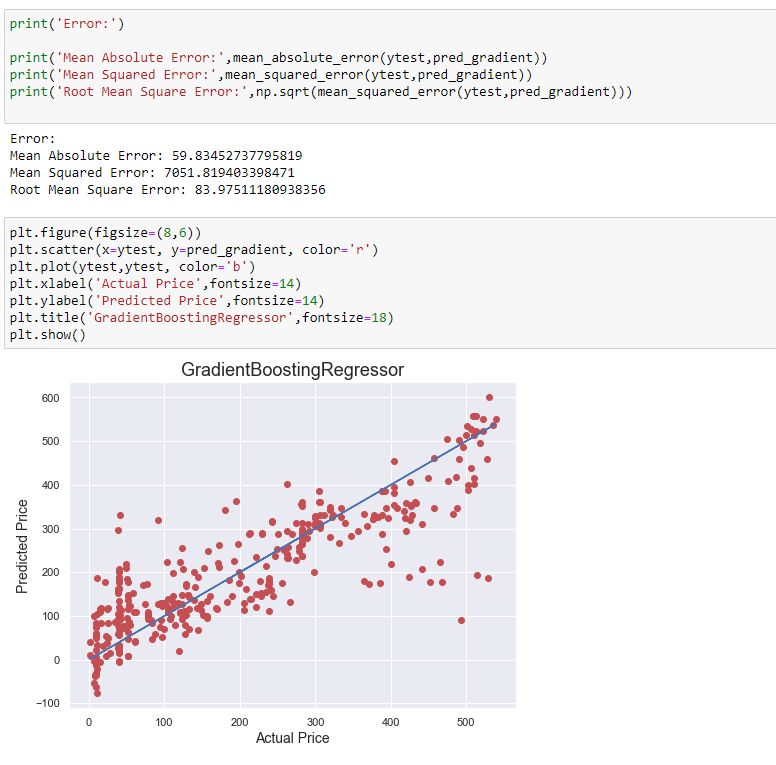 print('Error:')
print('Mean Absolute Error:',mean_absolute_error(ytest,pred_gradient))
print('Mean Squared Error:',mean_squared_error(ytest,pred_gradient))
print('Root Mean Square Error:',np.sqrt(mean_squared_error(ytest,pred_gradient)))
Error:
Mean Absolute Error: 59.83452737795819
Mean Squared Error: 7051.819403398471
Root Mean Square Error: 83.97511180938356
plt.figure(figsize=(8,6))
plt.scatter(x=ytest, y=pred_gradient, color='r')
plt.plot(ytest,ytest, color='b')
plt.xlabel('Actual Price',fontsize=14)
plt.ylabel('Predicted Price',fontsize=14)
plt.title('GradientBoostingRegressor',fontsize=18)
plt.show()
GradientBoostingRegressor
600
500
400
300
200
100
0
−100
Predicted Price
0 100 200 300 400 500
Actual Price